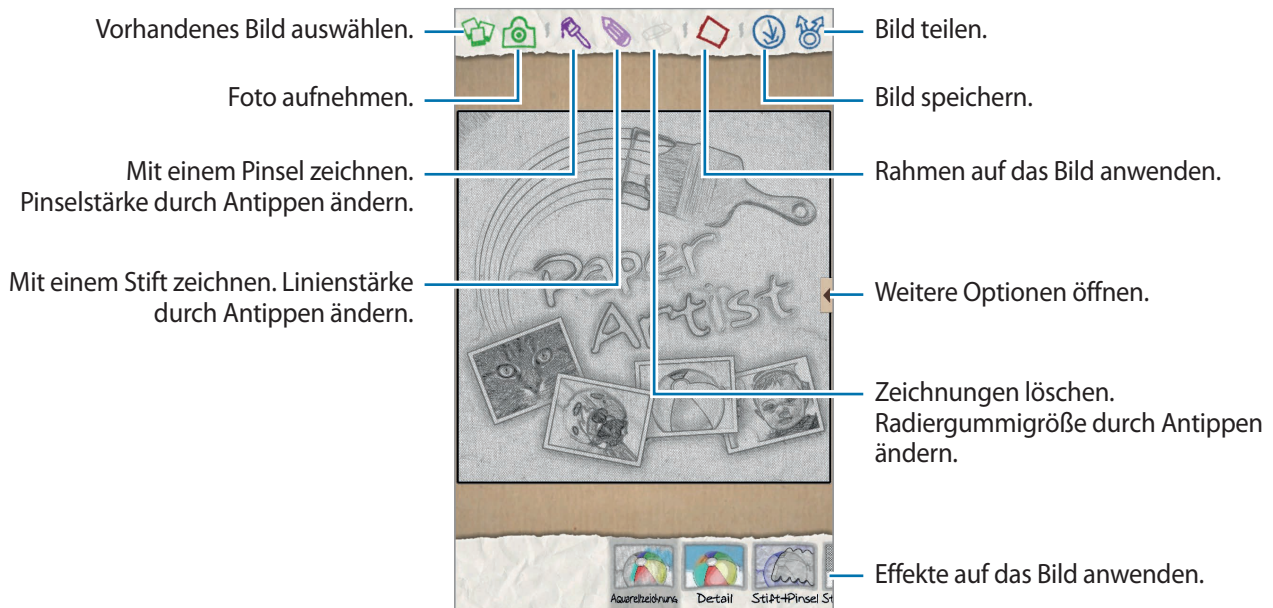 Vorhandenes Bild auswählen.
Foto aufnehmen.
Mit einem Pinsel zeichnen.
Pinselstärke durch Antippen ändern.
Mit einem Stift zeichnen. Linienstärke
durch Antippen ändern.
Bild teilen.
Bild speichern.
Rahmen auf das Bild anwenden.
Weitere Optionen öffnen.
Zeichnungen löschen.
Radiergummigröße durch Antippen
ändern.
Effekte auf das Bild anwenden.
Paper
Artist
Aquarellzeichnung
Detail
Stift+Pinsel
St